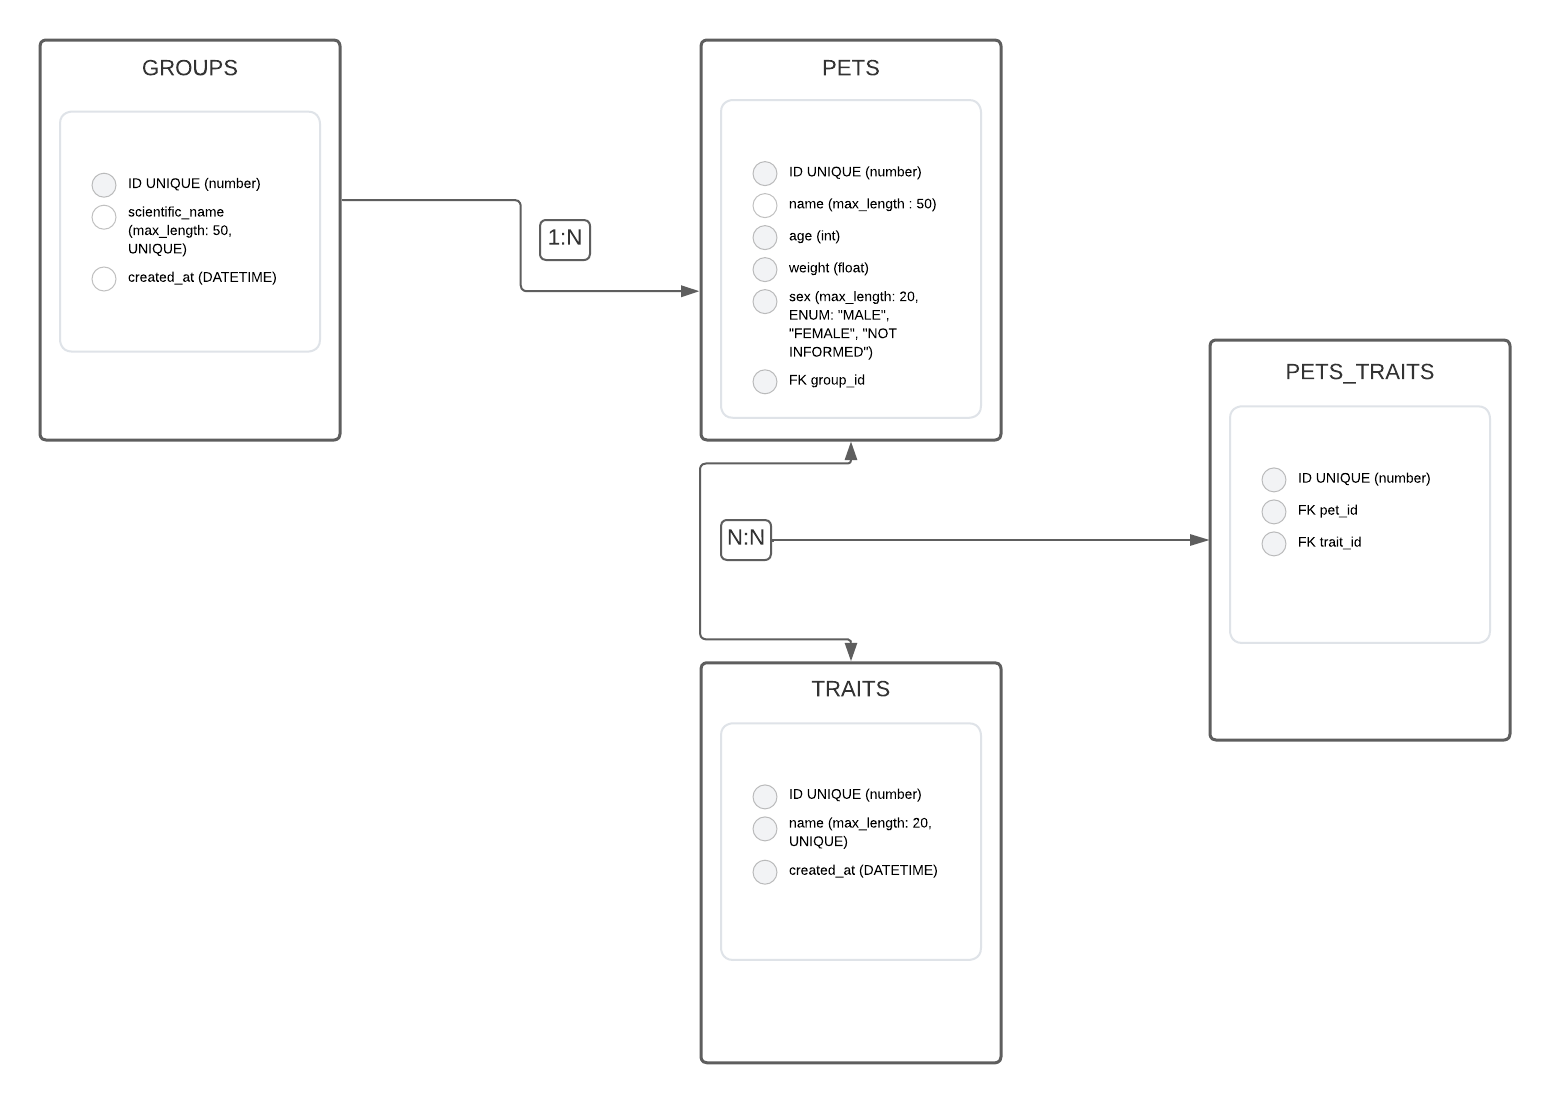 GROUPS
ID UNIQUE (number)
scientific_name
(max_length: 50,
UNIQUE)
created_at (DATETIME)
1:N
PETS
ID UNIQUE (number)
name (max_length : 50)
age (int)
weight (float)
sex (max_length: 20,
ENUM: "MALE",
"FEMALE", "NOT
INFORMED")
FK group_id
N:N
PETS_TRAITS
ID UNIQUE (number)
FK pet_id
FK trait_id
TRAITS
ID UNIQUE (number)
name (max_length: 20,
UNIQUE)
created_at (DATETIME)